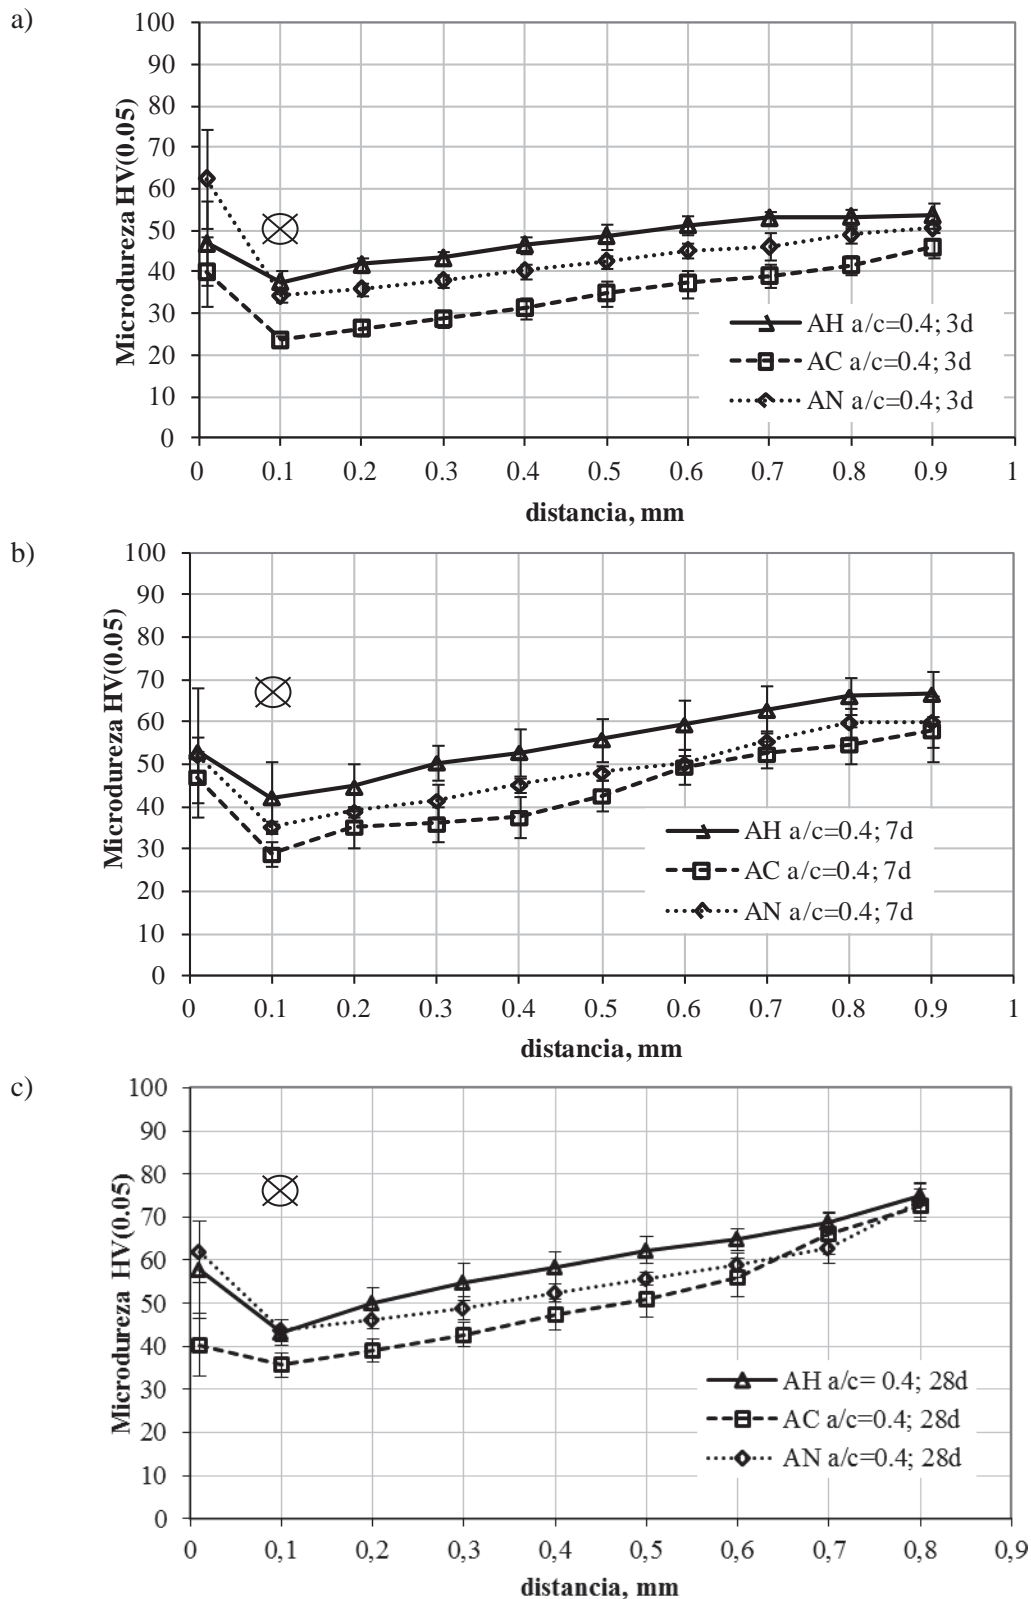 a)
Microdureza HV(0.05)
100
90
80
70
60
50
40
30
20
10
0
AH a/c=0.4; 3d
AC a/c=0.4; 3d
AN a/c=0.4; 3d
0 0.1 0.2 0.3 0.4 0.5 0.6 0.7 0.8 0.9 1
distancia, mm
b)
Microdureza HV(0.05)
100
90
80
70
60
50
40
30
20
10
0
AH a/c=0.4; 7d
AC a/c=0.4; 7d
AN a/c=0.4; 7d
0 0.1 0.2 0.3 0.4 0.5 0.6 0.7 0.8 0.9 1
distancia, mm
c)
Microdureza HV(0.05)
100
90
80
70
60
50
40
30
20
10
0
AH a/c= 0.4; 28d
AC a/c=0.4; 28d
AN a/c=0.4; 28d
0 0,1 0,2 0,3 0,4 0,5 0,6 0,7 0,8 0,9
distancia, mm